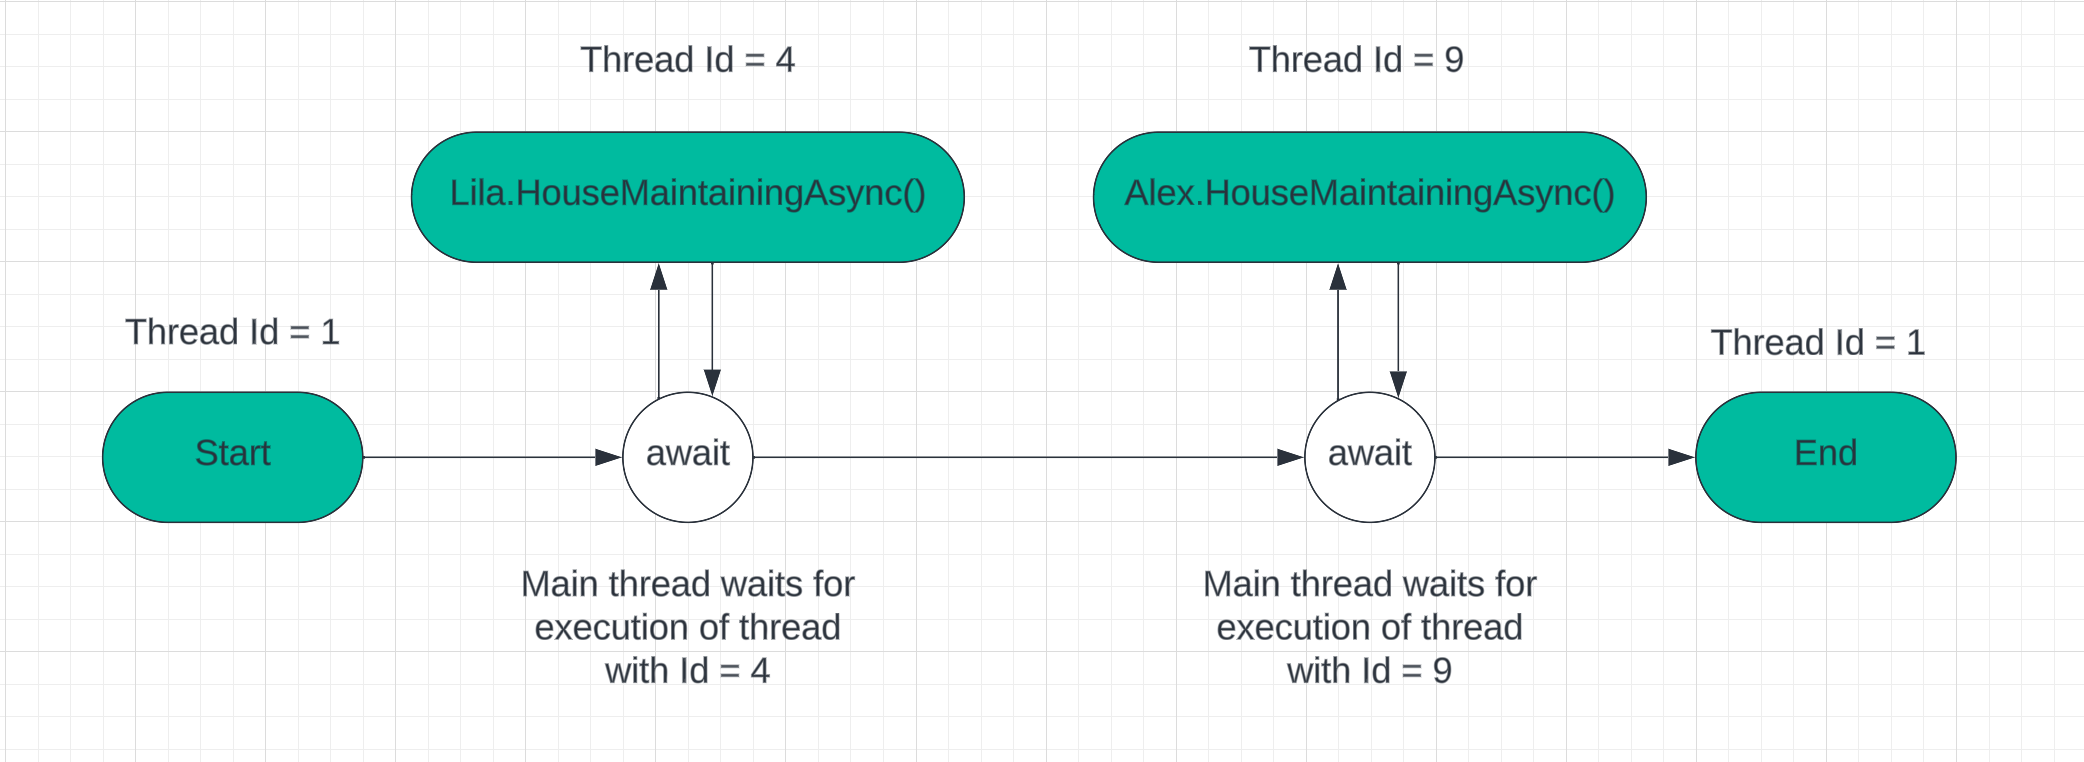 Thread Id = 4
Thread Id = 9
Lila.HouseMaintainingAsync()
Alex.HouseMaintainingAsync()
Thread Id = 1
Thread Id = 1
Start
await
await
End
Main thread waits for
execution of thread
with Id = 4
Main thread waits for
execution of thread
with Id = 9